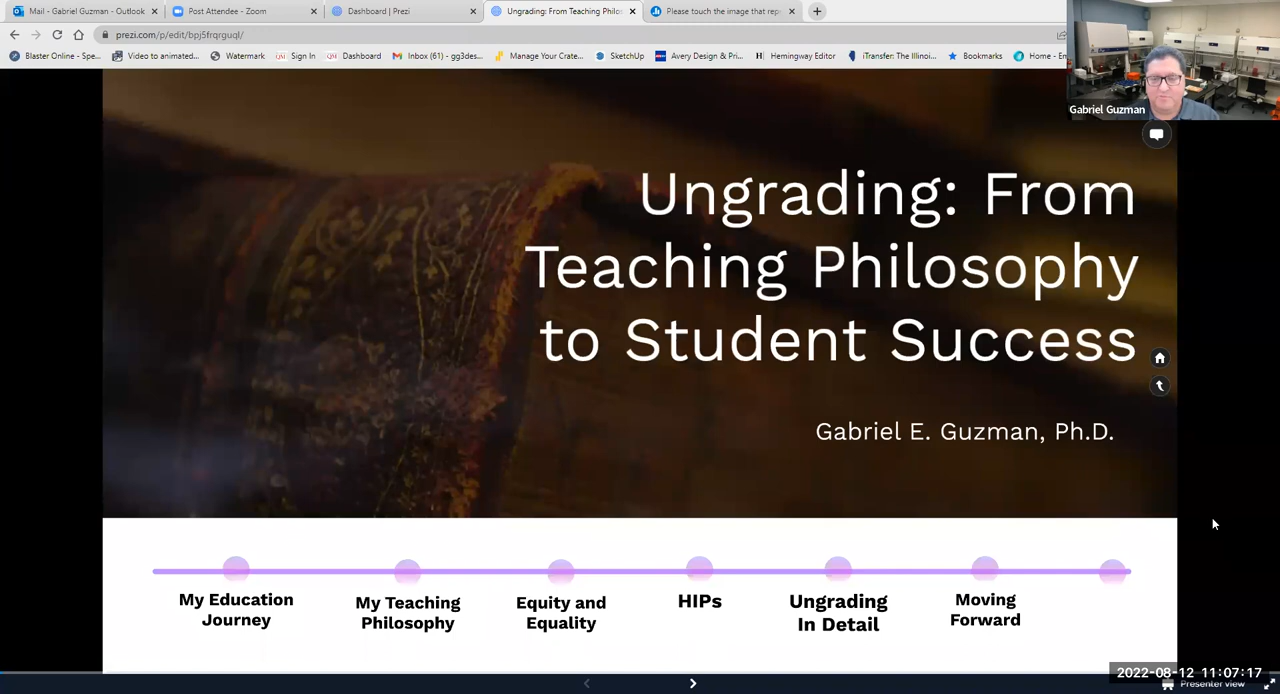 Mail - Gabriel Guzman - Outlook
Post Attendee - Zoom
Dashboard | Prezi
Ungrading: From Teaching Philos
Please touch the image that rep
prezi.com/p/edit/bpj5frqrguql/
Blaster Online - Spe...
Video to animated...
Watermark
Sign In
Dashboard
Inbox (61) - gg3des...
Manage Your Crate...
SketchUp
Avery Design & Pri...
Hemingway Editor
iTransfer: The Illinoi...
Bookmarks
Home - En
Gabriel Guzman
Ungrading: From
Teaching Philosophy
to Student Success
Gabriel E. Guzman, Ph.D.
My Education
Journey
My Teaching
Philosophy
Equity and
Equality
HIPs
Ungrading
In Detail
Moving
Forward
2022-08-12 11:07:17
Presenter view